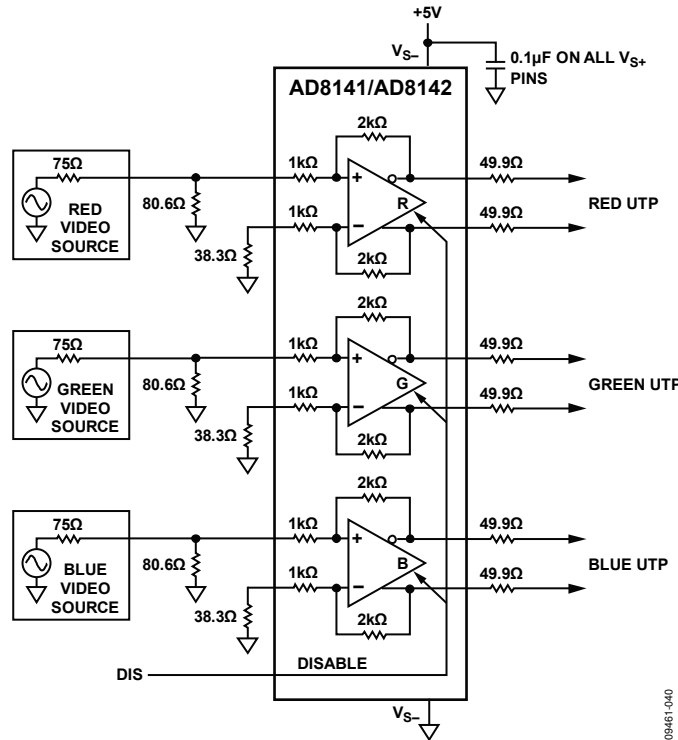 +5V
VS–
0.1µF ON ALL VS+
PINS
AD8141/AD8142
2kΩ
75Ω
1kΩ
49.9Ω
+
RED
VIDEO
SOURCE
80.6Ω
1kΩ
R
49.9Ω
RED UTP
–
38.3Ω
2kΩ
2kΩ
75Ω
1kΩ
49.9Ω
+
GREEN
VIDEO
SOURCE
80.6Ω
1kΩ
G
49.9Ω
GREEN UTP
–
38.3Ω
2kΩ
2kΩ
75Ω
1kΩ
49.9Ω
+
BLUE
VIDEO
SOURCE
80.6Ω
1kΩ
B
49.9Ω
BLUE UTP
–
38.3Ω
2kΩ
DISABLE
DIS
VS–
09461-040